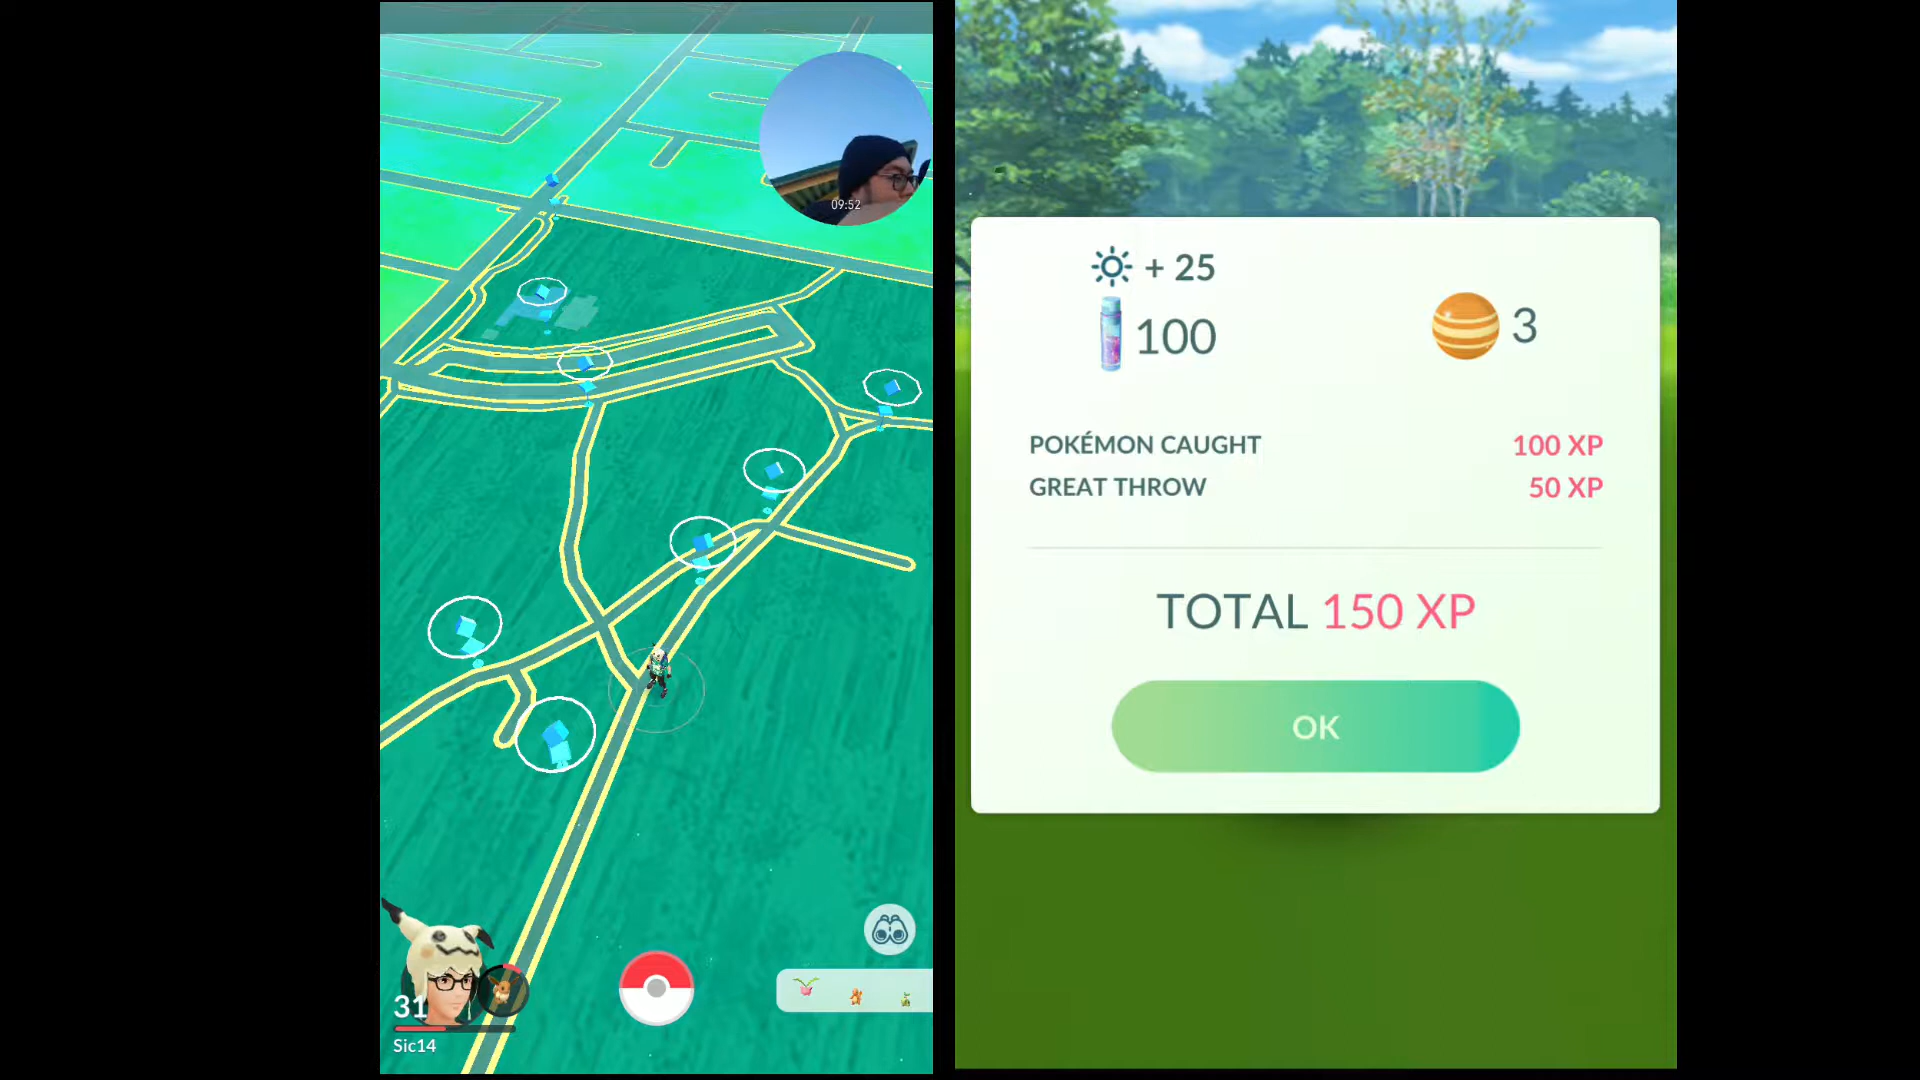 09:52
31
Sic14
+ 25
100
3
POKÉMON CAUGHT 100 XP
GREAT THROW 50 XP
TOTAL 150 XP
OK